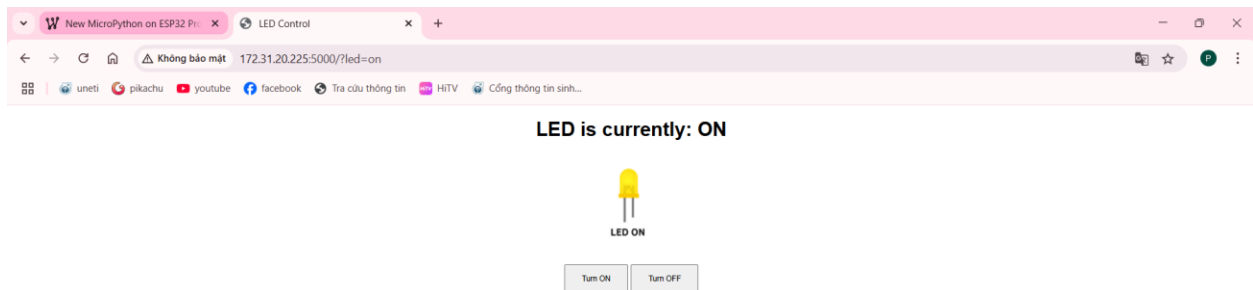 New MicroPython on ESP32 Pro
LED Control
Không bảo mật 172.31.20.225:5000/?led=on
P
uneti pikachu youtube facebook Tra cứu thông tin HiTV Cổng thông tin sinh...
LED is currently: ON
LED ON
Turn ON Turn OFF